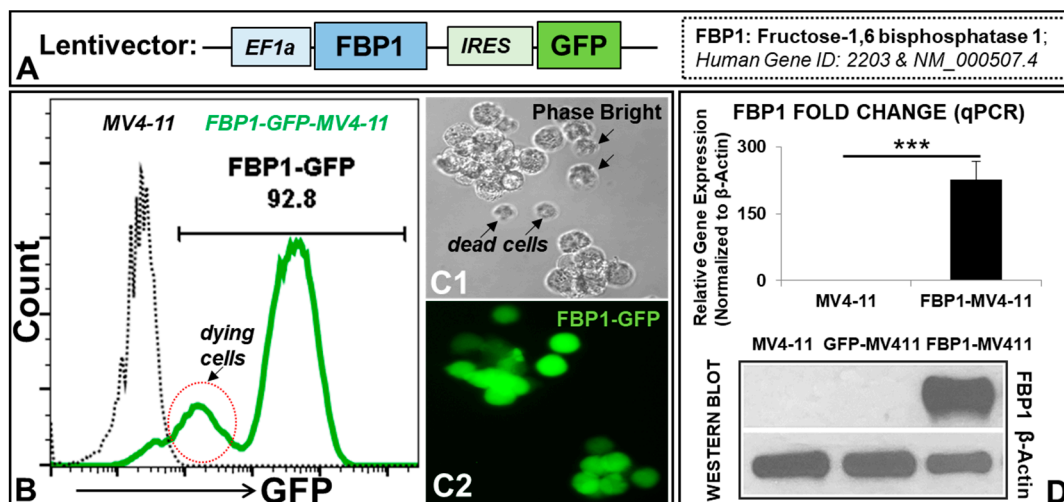 Lentivector:
EF1a
FBP1
IRES
GFP
FBP1: Fructose-1,6 bisphosphatase 1;
Human Gene ID: 2203 & NM_000507.4
A
MV4-11
FBP1-GFP-MV4-11
FBP1-GFP
92.8
Count
dying
cells
B
GFP
Phase Bright
dead cells
C1
FBP1-GFP
C2
FBP1 FOLD CHANGE (qPCR)
Relative Gene Expression
(Normalized to β-Actin)
300
150
0
***
MV4-11
FBP1-MV4-11
MV4-11 GFP-MV411 FBP1-MV411
WESTERN BLOT
FBP1
β-Actin
D